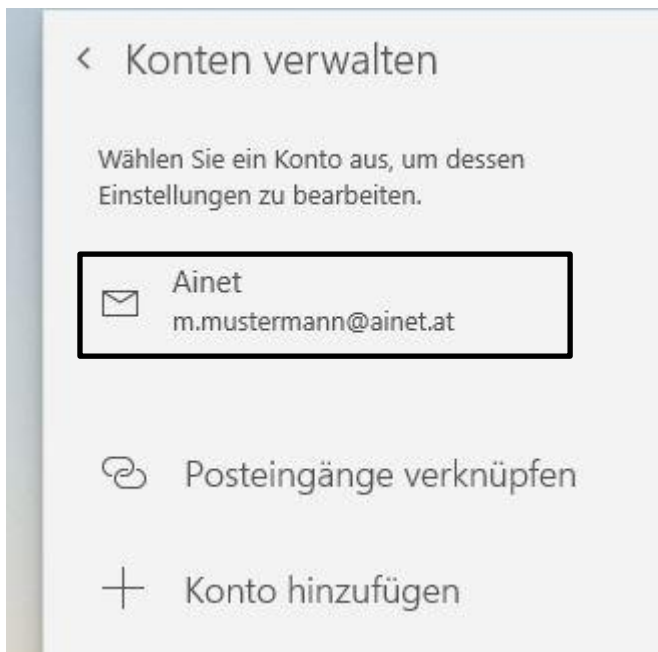 Konten verwalten
Wählen Sie ein Konto aus, um dessen
Einstellungen zu bearbeiten.
Ainet
m.mustermann@ainet.at
Posteingänge verknüpfen
Konto hinzufügen